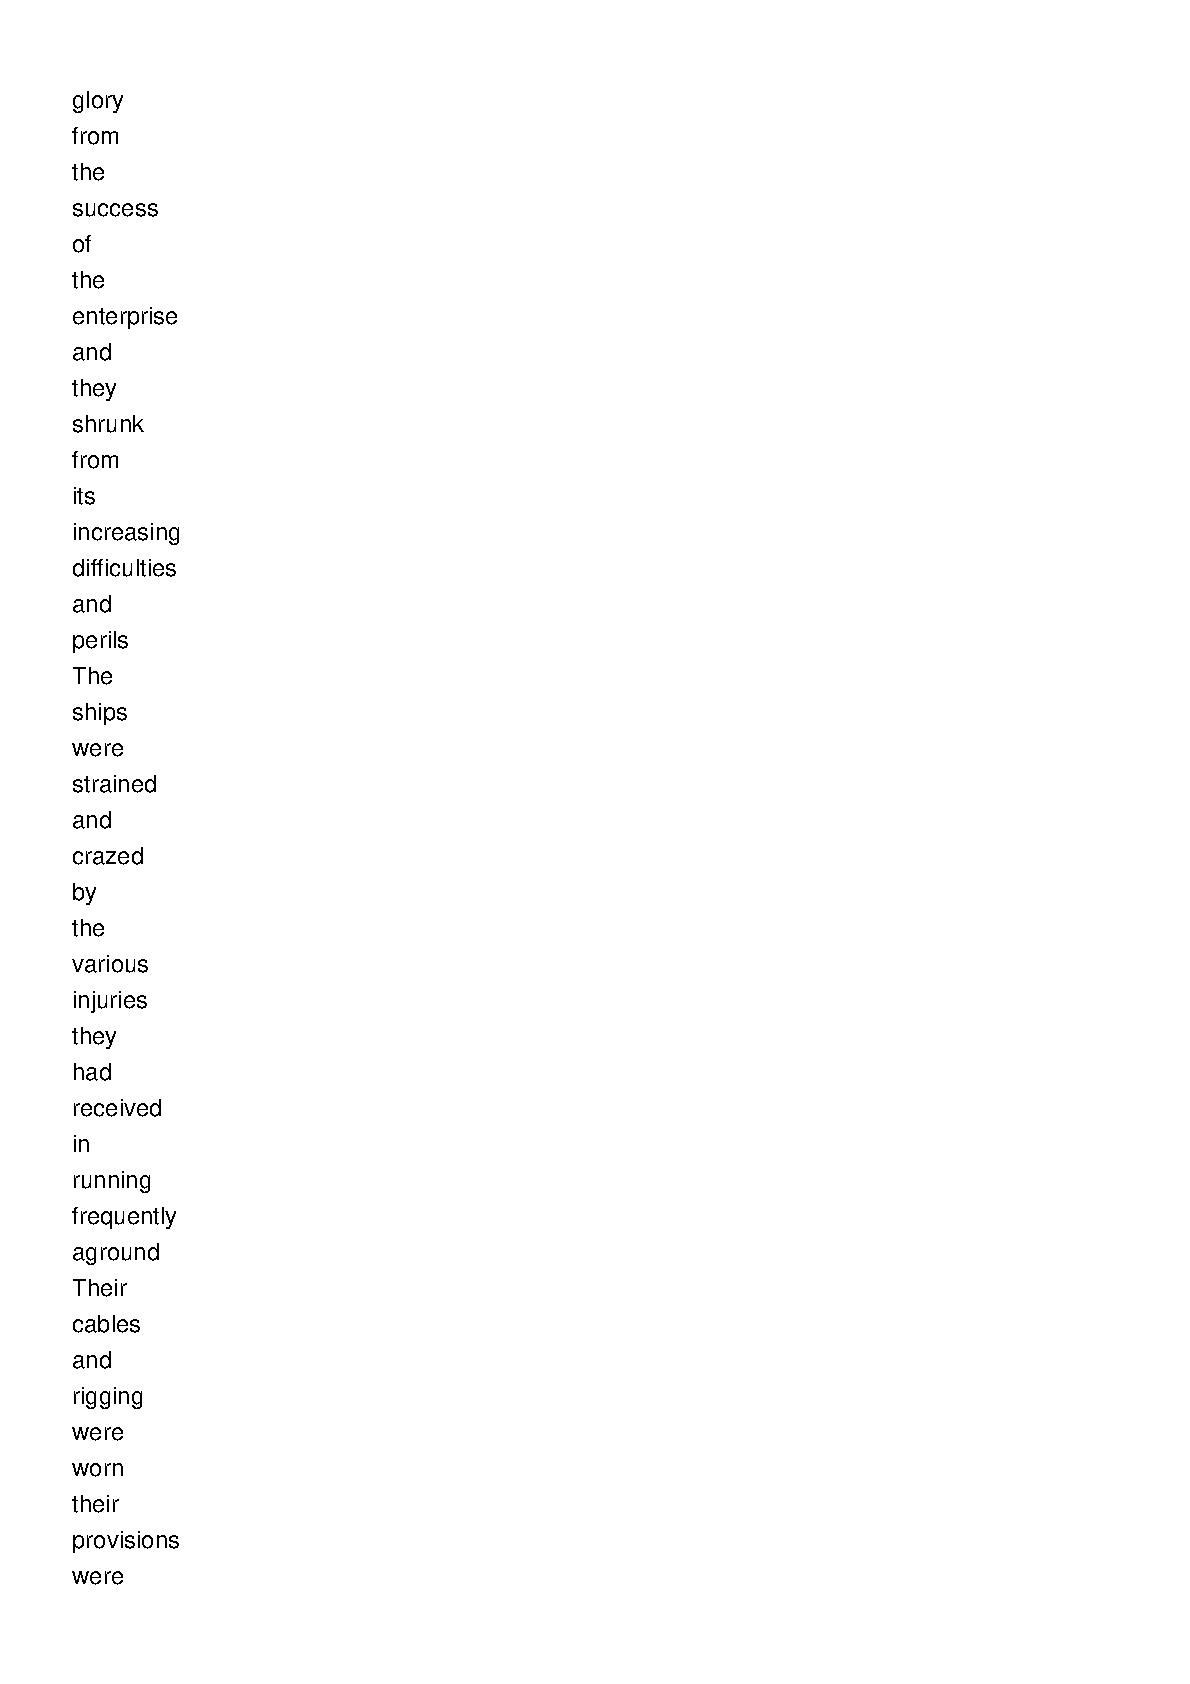 glory
from
the
success
of
the
enterprise
and
they
shrunk
from
its
increasing
difficulties
and
perils
The
ships
were
strained
and
crazed
by
the
various
injuries
they
had
received
in
running
frequently
aground
Their
cables
and
rigging
were
worn
their
provisions
were